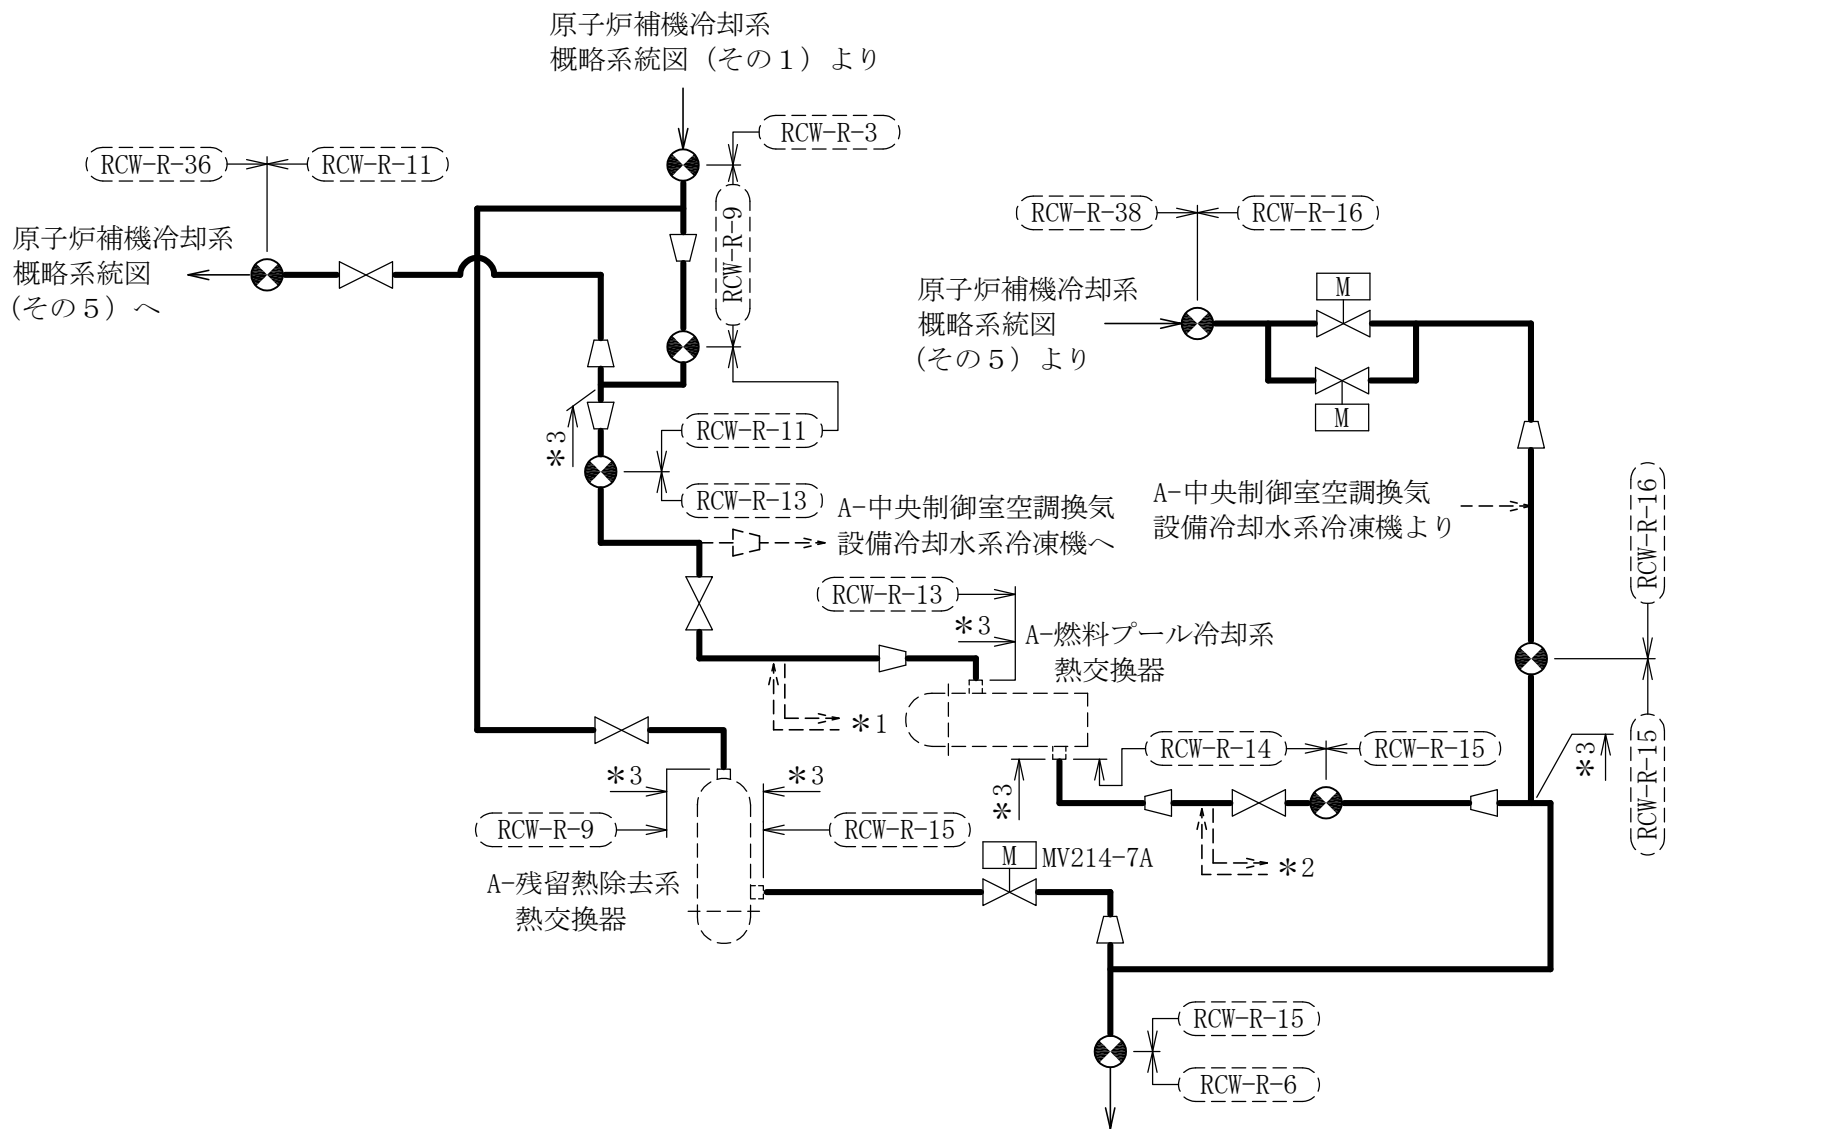 原子炉補機冷却系
概略系統図（その１）より
RCW-R-3
RCW-R-36
RCW-R-11
RCW-R-9
RCW-R-38
RCW-R-16
原子炉補機冷却系
概略系統図
（その５）へ
原子炉補機冷却系
概略系統図
（その５）より
M
M
RCW-R-11
＊3
RCW-R-13
A-中央制御室空調換気
設備冷却水系冷凍機へ
A-中央制御室空調換気
設備冷却水系冷凍機より
RCW-R-16
RCW-R-13
＊3
A-燃料プール冷却系
熱交換器
＊1
RCW-R-14
RCW-R-15
＊3
RCW-R-15
＊3
＊3
＊3
RCW-R-9
RCW-R-15
M
MV214-7A
＊2
A-残留熱除去系
熱交換器
RCW-R-15
RCW-R-6